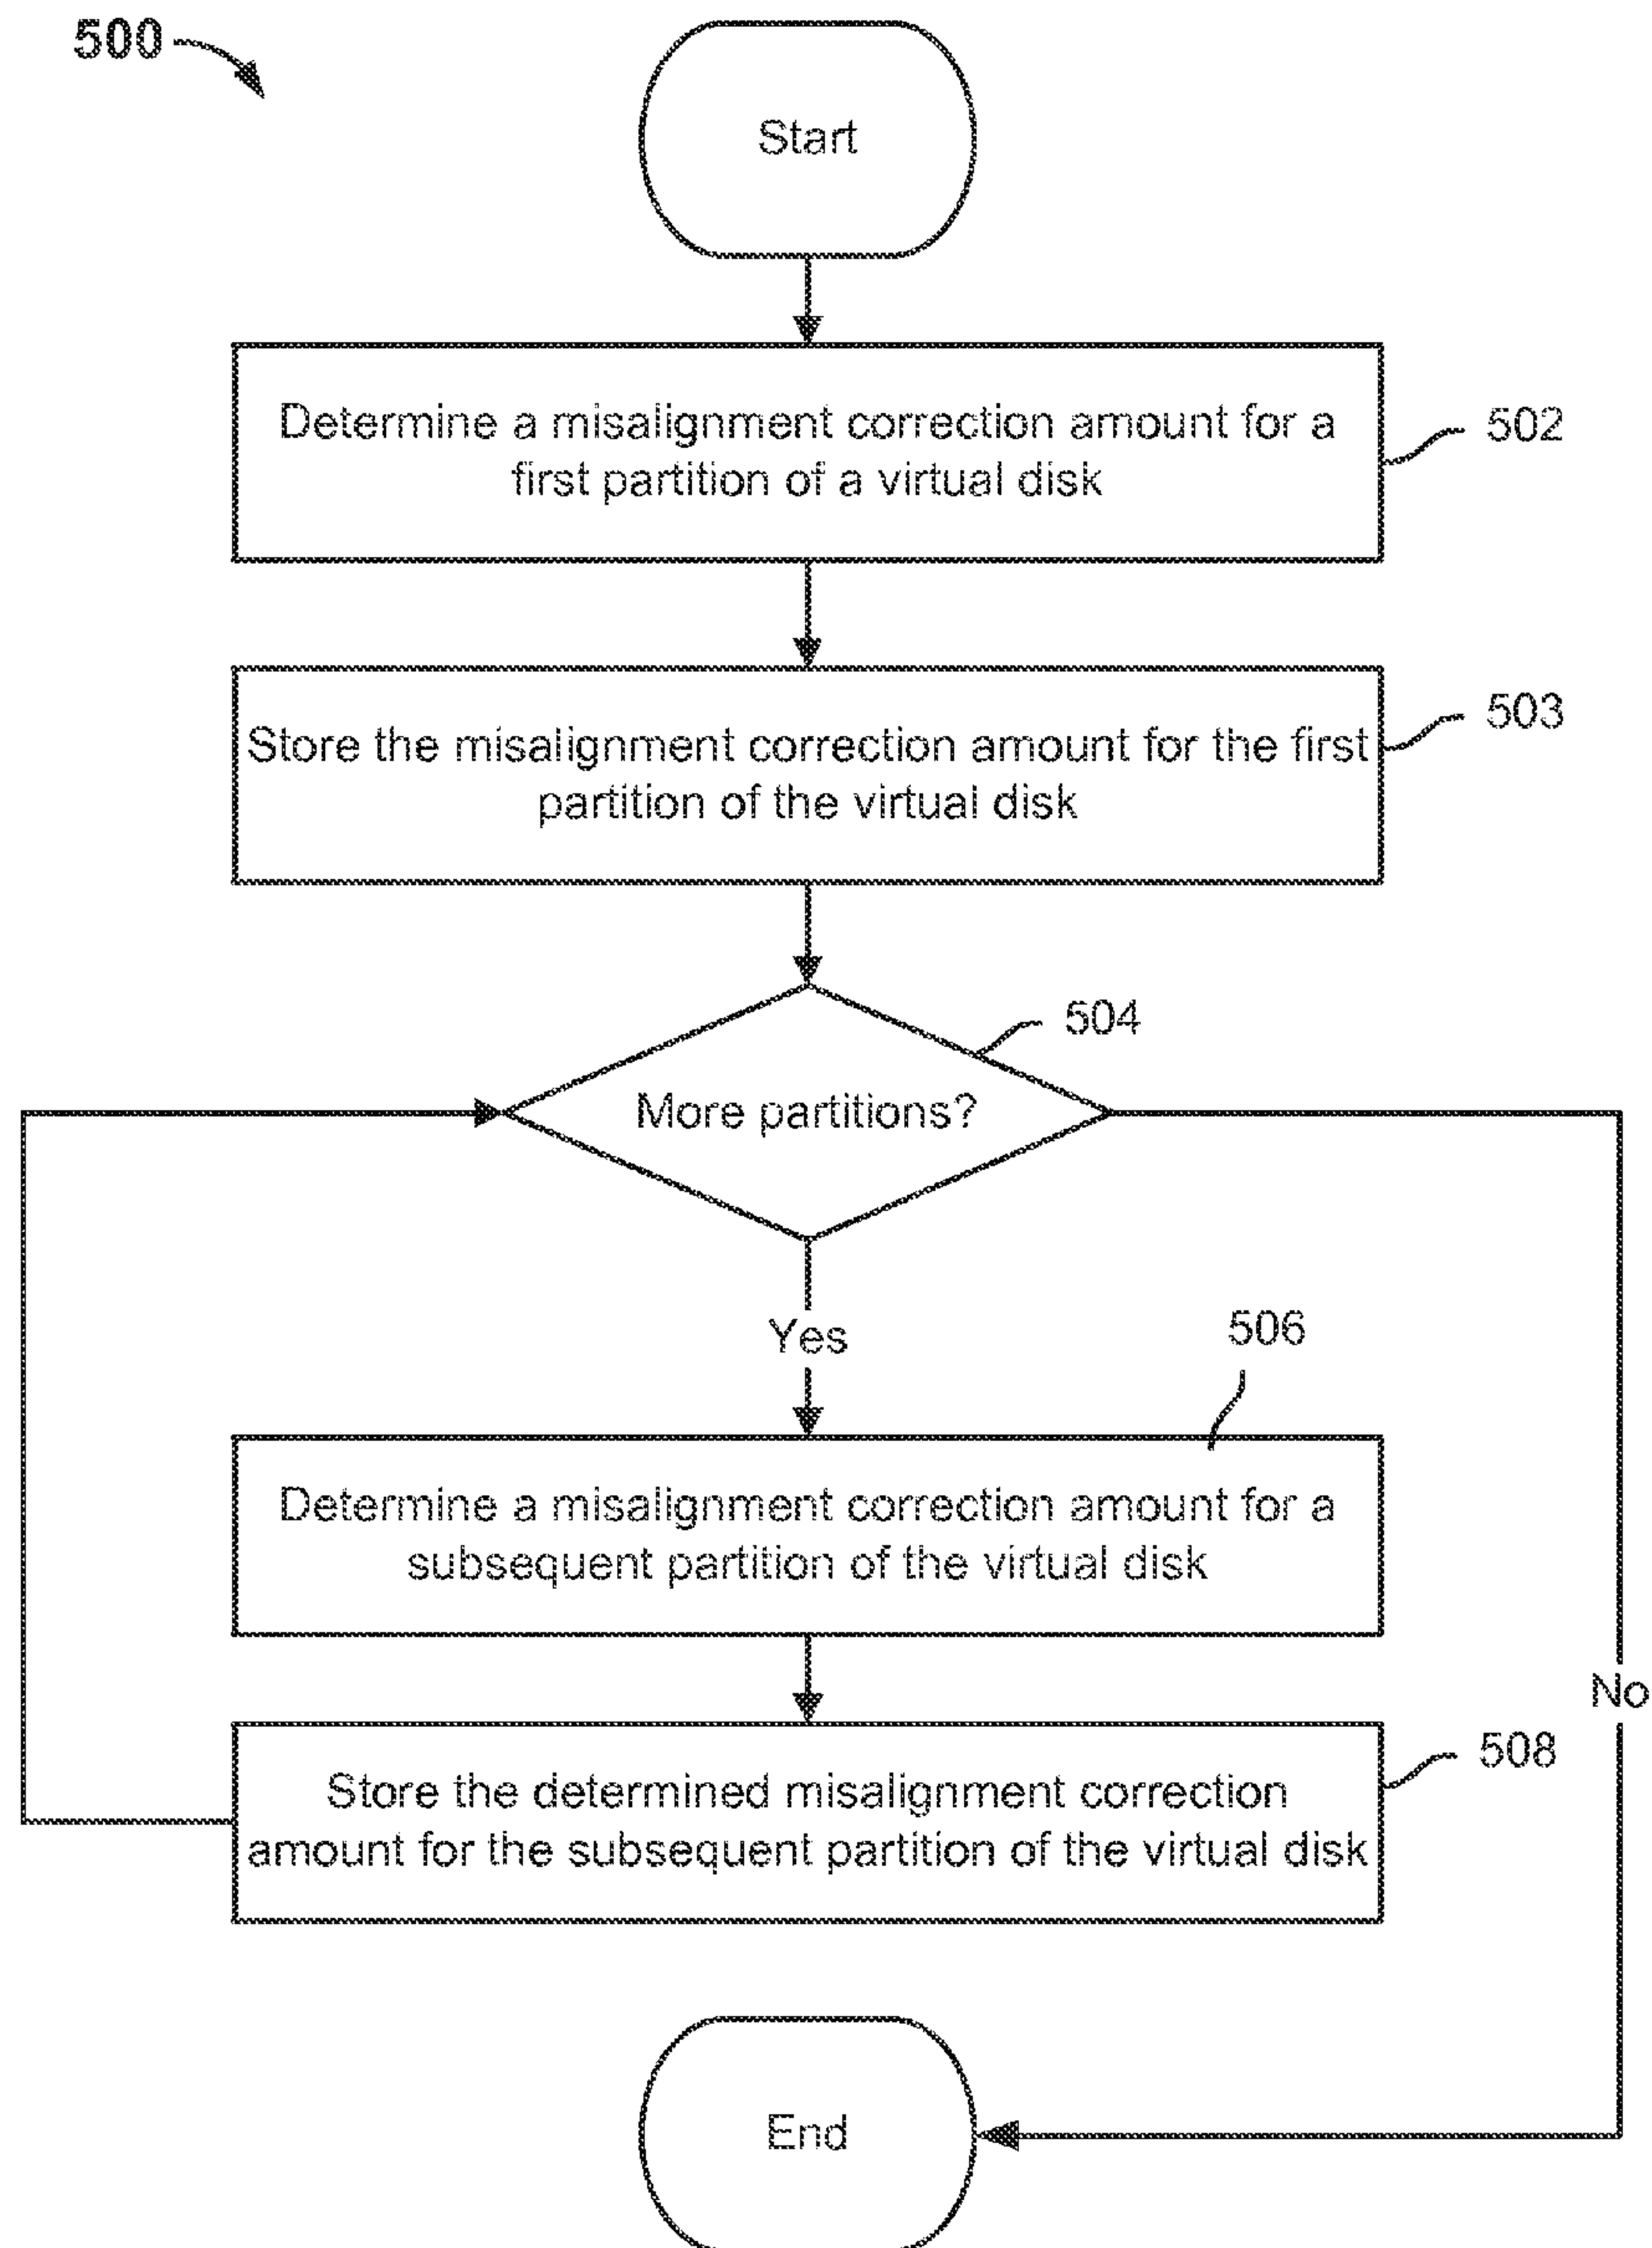 500
Start
Determine a misalignment correction amount for a
first partition of a virtual disk
502
Store the misalignment correction amount for the first
partition of the virtual disk
503
504
More partitions?
Yes
506
Determine a misalignment correction amount for a
subsequent partition of the virtual disk
No
Store the determined misalignment correction
amount for the subsequent partition of the virtual disk
508
End